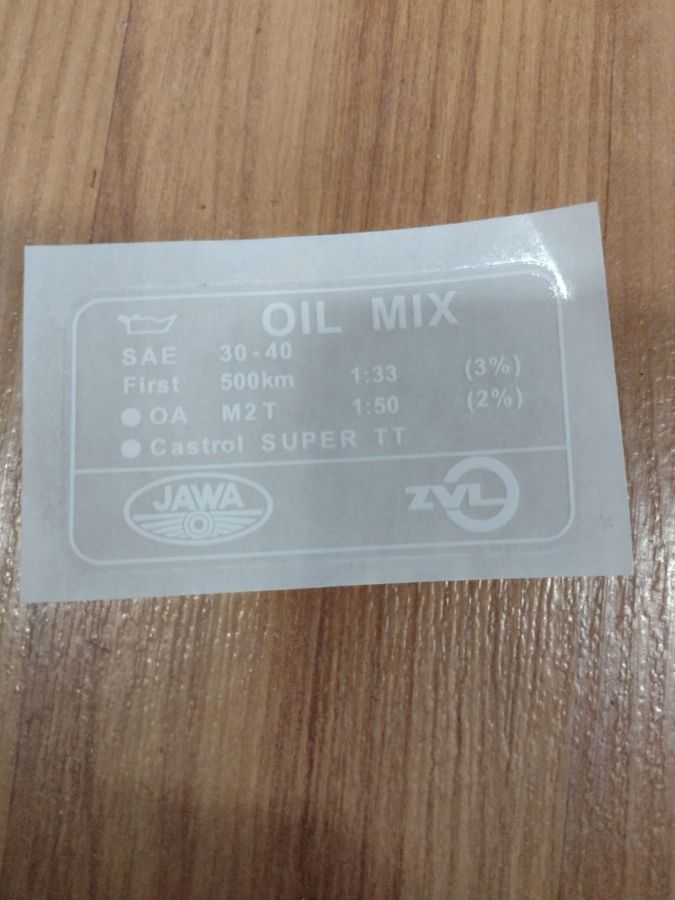 OIL MIX
SAE 30-40
First 500km 1:33 (3%)
OA M2T 1:50 (2%)
Castrol SUPER TT
JAWA ZVL